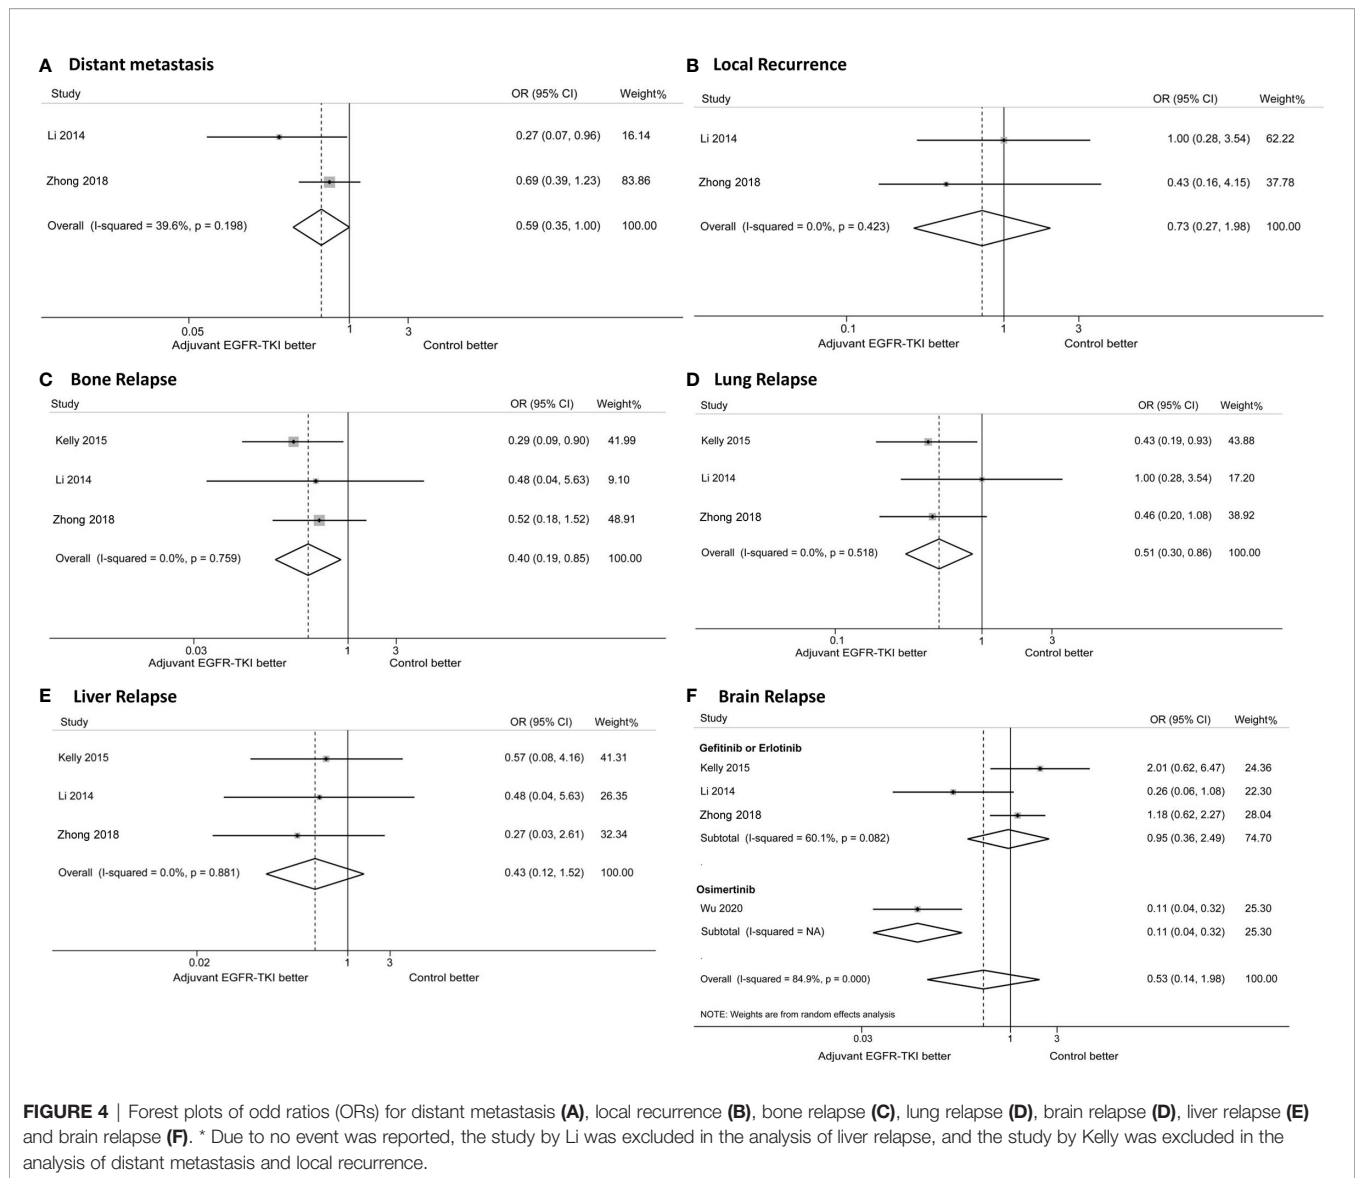 A Distant metastasis
Study OR (95% CI) Weight%
Li 2014 0.27 (0.07, 0.96) 16.14
Zhong 2018 0.69 (0.39, 1.23) 83.86
Overall (I-squared = 39.6%, p = 0.198) 0.59 (0.35, 1.00) 100.00
0.05 1 3
Adjuvant EGFR-TKI better Control better
B Local Recurrence
Study OR (95% CI) Weight%
Li 2014 1.00 (0.28, 3.54) 62.22
Zhong 2018 0.43 (0.16, 4.15) 37.78
Overall (I-squared = 0.0%, p = 0.423) 0.73 (0.27, 1.98) 100.00
0.1 1 3
Adjuvant EGFR-TKI better Control better
C Bone Relapse
Study OR (95% CI) Weight%
Kelly 2015 0.29 (0.09, 0.90) 41.99
Li 2014 0.48 (0.04, 5.63) 9.10
Zhong 2018 0.52 (0.18, 1.52) 48.91
Overall (I-squared = 0.0%, p = 0.759) 0.40 (0.19, 0.85) 100.00
0.03 1 3
Adjuvant EGFR-TKI better Control better
D Lung Relapse
Study OR (95% CI) Weight%
Kelly 2015 0.43 (0.19, 0.93) 43.88
Li 2014 1.00 (0.28, 3.54) 17.20
Zhong 2018 0.46 (0.20, 1.08) 38.92
Overall (I-squared = 0.0%, p = 0.518) 0.51 (0.30, 0.86) 100.00
0.1 1 3
Adjuvant EGFR-TKI better Control better
E Liver Relapse
Study OR (95% CI) Weight%
Kelly 2015 0.57 (0.08, 4.16) 41.31
Li 2014 0.48 (0.04, 5.63) 26.35
Zhong 2018 0.27 (0.03, 2.61) 32.34
Overall (I-squared = 0.0%, p = 0.881) 0.43 (0.12, 1.52) 100.00
0.02 1 3
Adjuvant EGFR-TKI better Control better
F Brain Relapse
Study OR (95% CI) Weight%
Gefitinib or Erlotinib
Kelly 2015 2.01 (0.62, 6.47) 24.36
Li 2014 0.26 (0.06, 1.08) 22.30
Zhong 2018 1.18 (0.62, 2.27) 28.04
Subtotal (I-squared = 60.1%, p = 0.082) 0.95 (0.36, 2.49) 74.70
.
Osimertinib
Wu 2020 0.11 (0.04, 0.32) 25.30
Subtotal (I-squared = NA) 0.11 (0.04, 0.32) 25.30
.
Overall (I-squared = 84.9%, p = 0.000) 0.53 (0.14, 1.98) 100.00
NOTE: Weights are from random effects analysis
0.03 1 3
Adjuvant EGFR-TKI better Control better
FIGURE 4 | Forest plots of odd ratios (ORs) for distant metastasis (A), local recurrence (B), bone relapse (C), lung relapse (D), brain relapse (D), liver relapse (E)
and brain relapse (F). * Due to no event was reported, the study by Li was excluded in the analysis of liver relapse, and the study by Kelly was excluded in the
analysis of distant metastasis and local recurrence.